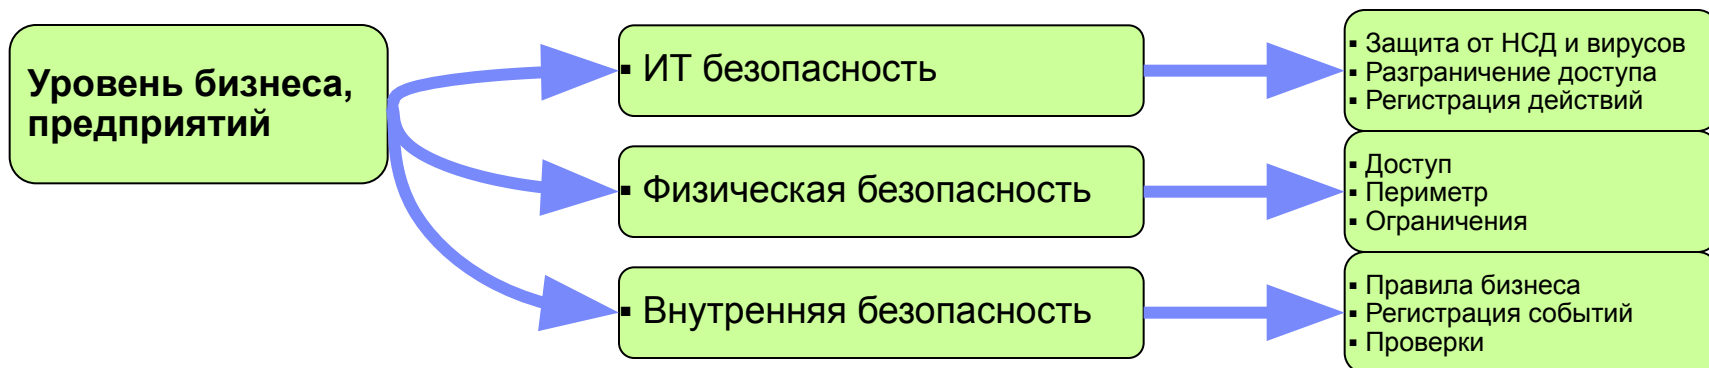 Уровень бизнеса,
предприятий
▪ ИТ безопасность
▪ Защита от НСД и вирусов
▪ Разграничение доступа
▪ Регистрация действий
▪ Физическая безопасность
▪ Доступ
▪ Периметр
▪ Ограничения
▪ Внутренняя безопасность
▪ Правила бизнеса
▪ Регистрация событий
▪ Проверки